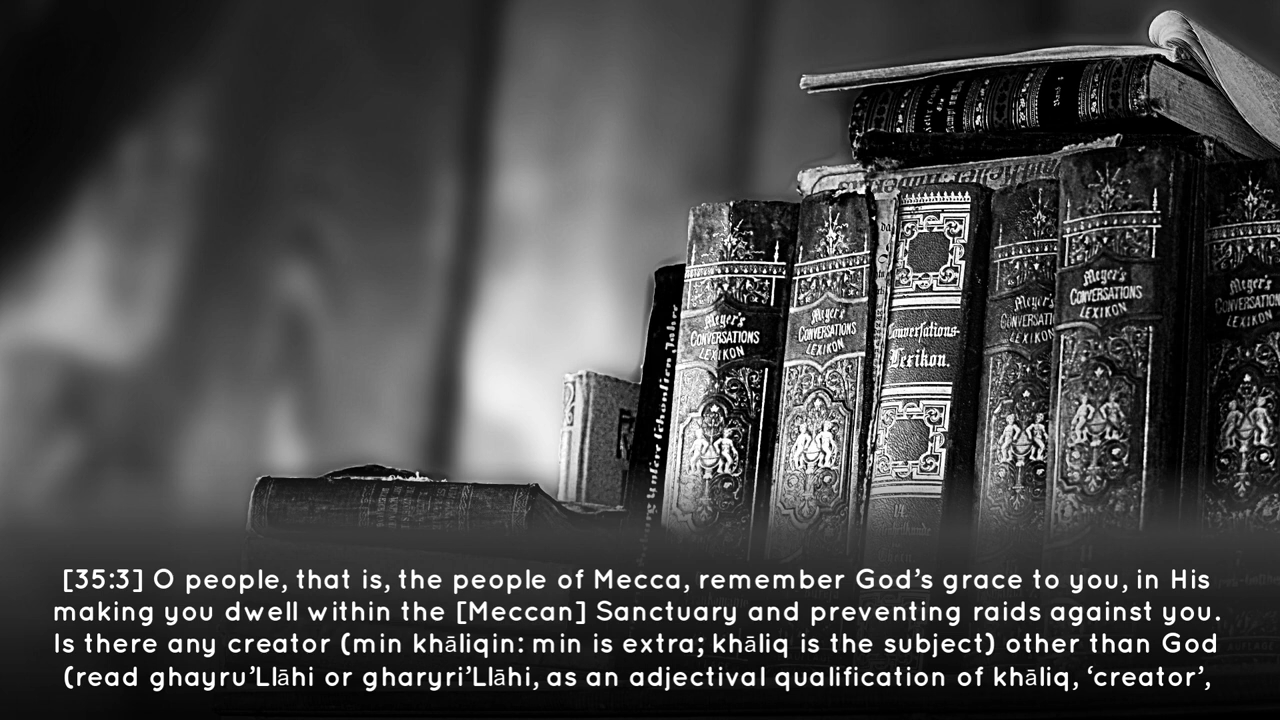 Meyer's
CONVERSATIONS
LEXIKON
Meyer's
CONVERSATIONS
LEXIKON
Conversations-
Lexikon.
14.
Meyer's
CONVERSATI
LEXIKON
Meyer's
CONVERSATIONS
LEXIKON
Meyer's
CONVERSATION
LEXIKON
[35:3] O people, that is, the people of Mecca, remember God’s grace to you, in His
making you dwell within the [Meccan] Sanctuary and preventing raids against you.
Is there any creator (min khāliqin: min is extra; khāliq is the subject) other than God
(read ghayru’Llāhi or gharyri’Llāhi, as an adjectival qualification of khāliq, ‘creator’,